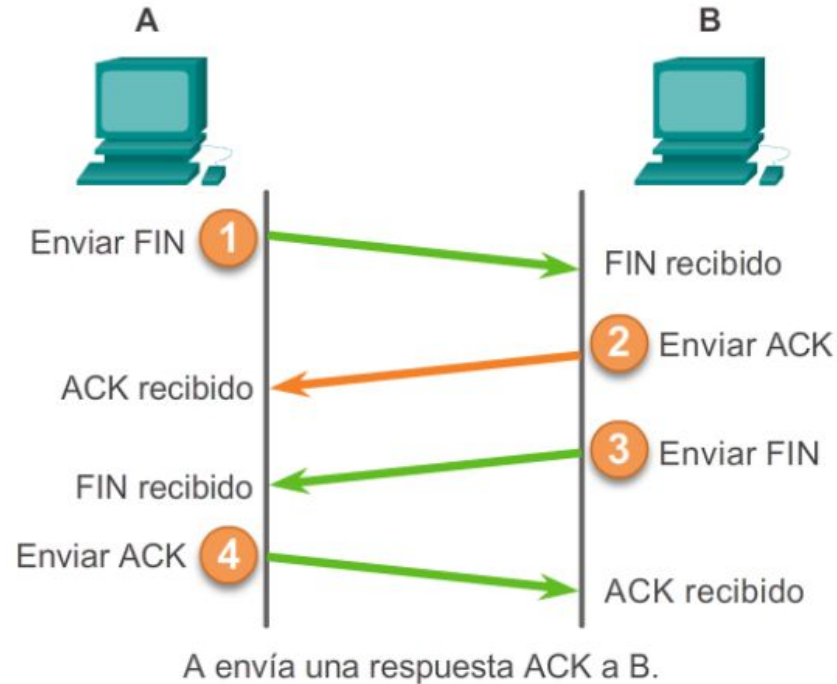 A
B
Enviar FIN 1
FIN recibido
2 Enviar ACK
ACK recibido
3 Enviar FIN
FIN recibido
Enviar ACK 4
ACK recibido
A envía una respuesta ACK a B.